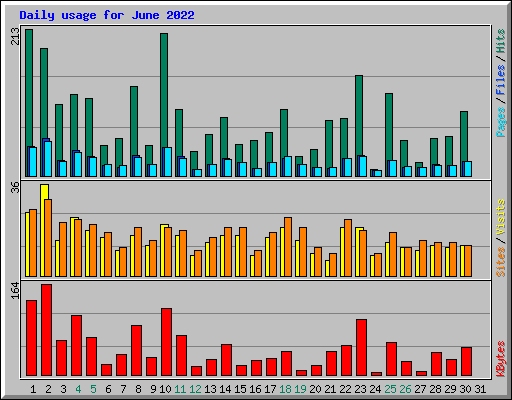 Daily usage for June 2022
213
Pages / Files / Hits
36
Sites / Visits
164
KBytes
1 2 3 4 5 6 7 8 9 10 11 12 13 14 15 16 17 18 19 20 21 22 23 24 25 26 27 28 29 30 31